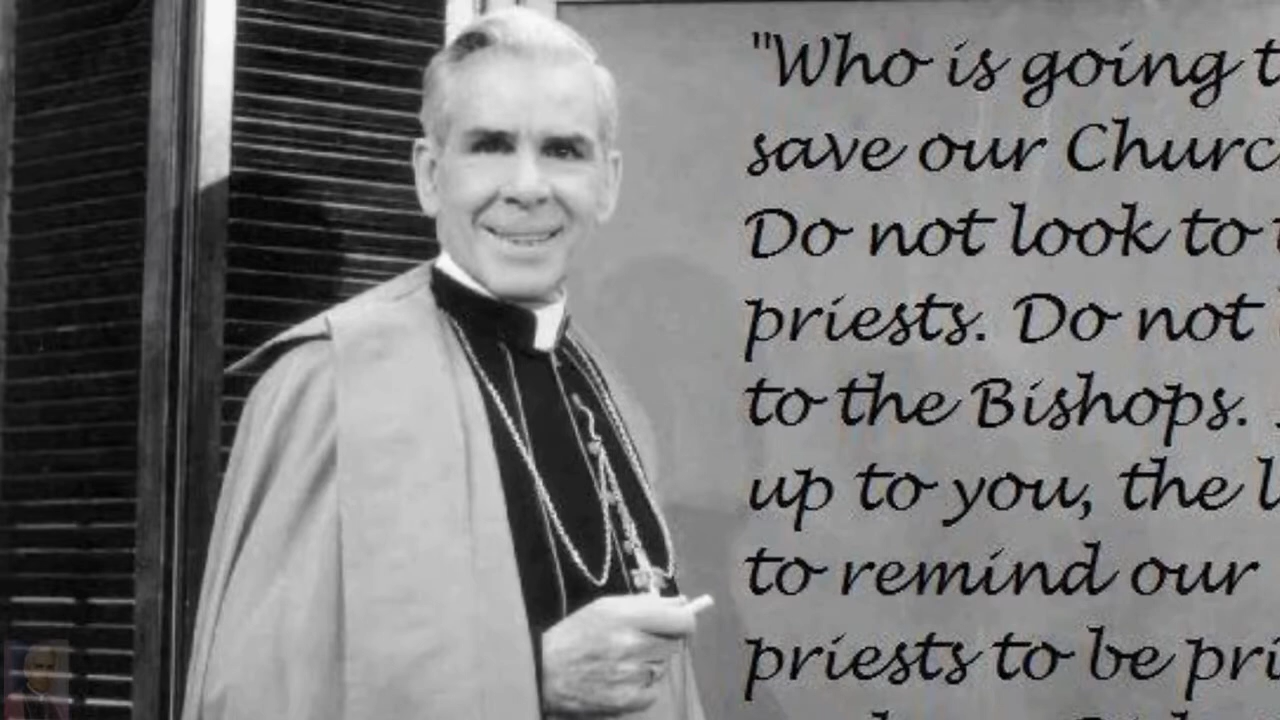 "Who is going t
save our Churc
Do not look to t
priests. Do not
to the Bishops.
up to you, the l
to remind our
priests to be pri